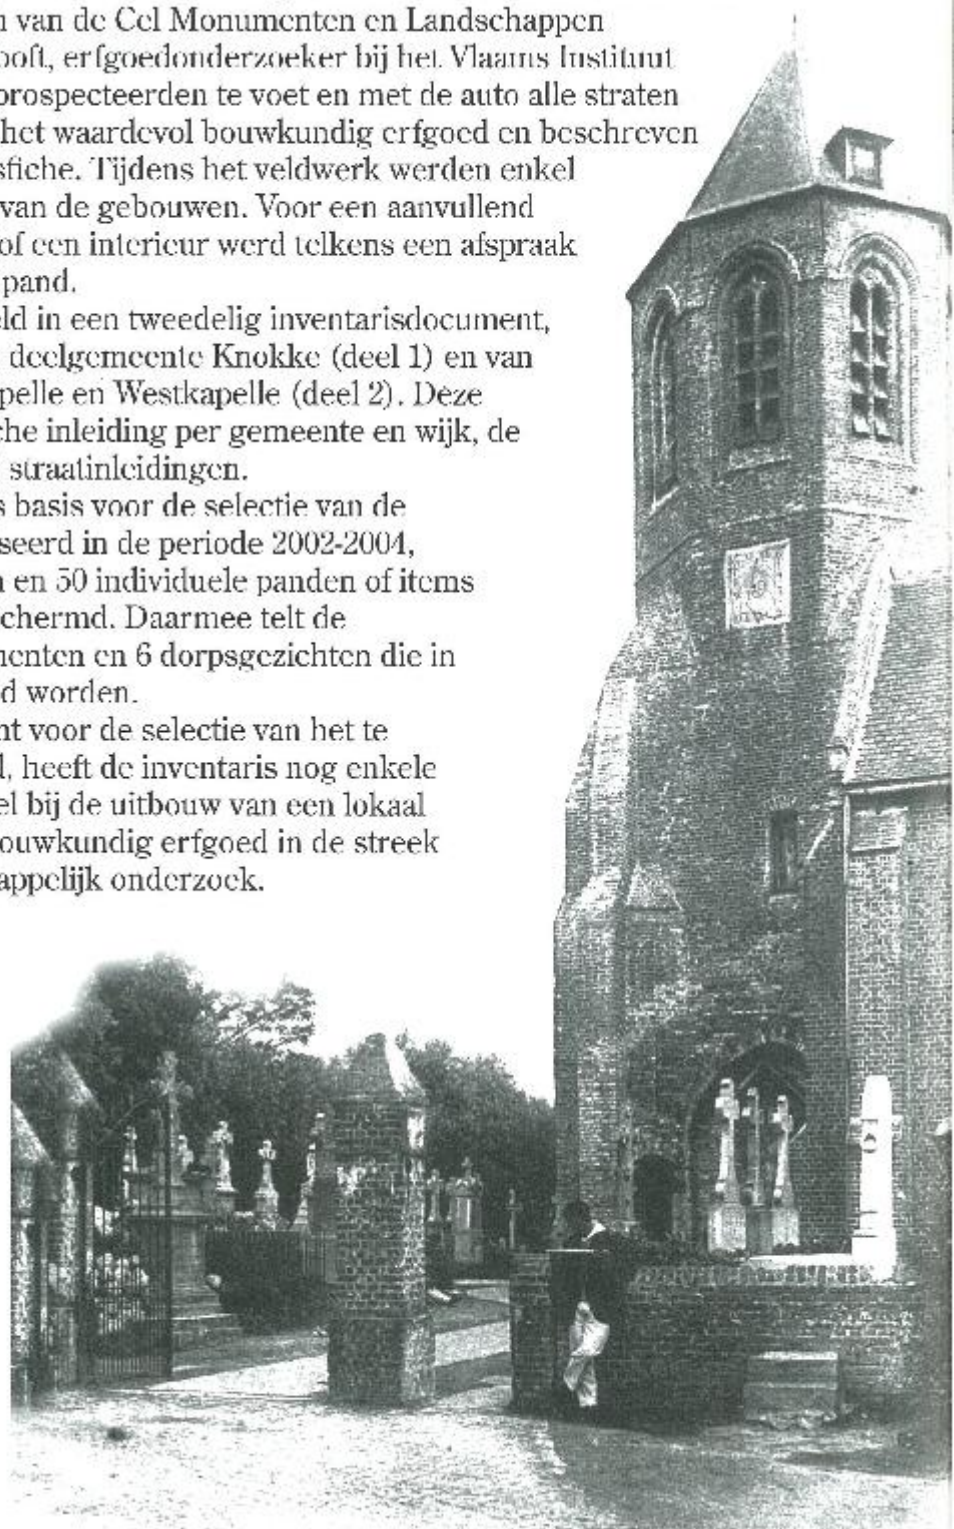 van de Cel Monumenten en Landschappen
ooft, erfgoedonderzoeker bij het Vlaams Instituut
prospecteerden te voet en met de auto alle straten
het waardevol bouwkundig erfgoed en beschreven
sfiche. Tijdens het veldwerk werden enkel
van de gebouwen. Voor een aanvullend
of een interieur werd telkens een afspraak
pand.
ld in een tweedelig inventarisdocument,
deelgemeente Knokke (deel 1) en van
pelle en Westkapelle (deel 2). Deze
che inleiding per gemeente en wijk, de
straatinleidingen.
s basis voor de selectie van de
seerd in de periode 2002-2004,
n en 50 individuele panden of items
chermd. Daarmee telt de
nenten en 6 dorpsgezichten die in
d worden.
nt voor de selectie van het te
l, heeft de inventaris nog enkele
el bij de uitbouw van een lokaal
ouwkundig erfgoed in de streek
appelijk onderzoek.